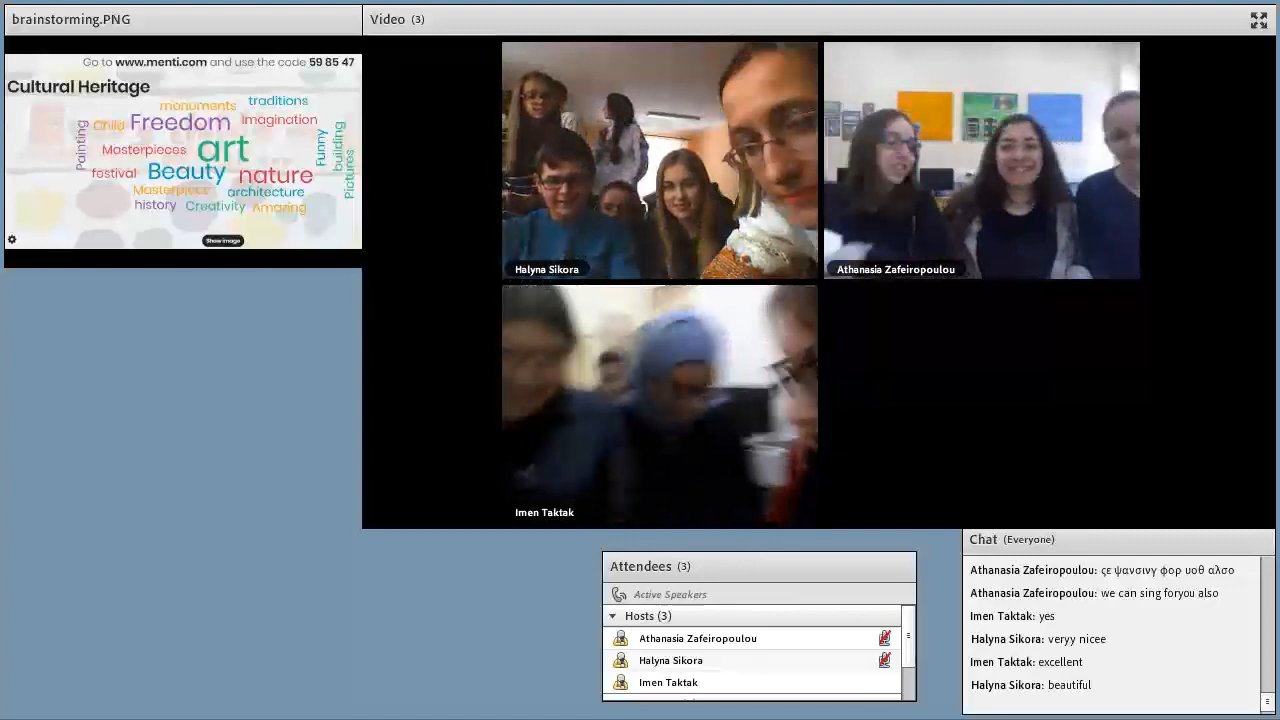 brainstorming.PNG
Video (3)
Go to www.menti.com and use the code 59 85 47
Cultural Heritage
monuments
traditions
Child
Freedom
Imagination
Painting
Masterpieces
art
Funny
building
Pictures
festival
Beauty
nature
Masterpiece
architecture
history
Creativity
Amazing
Show image
Halyna Sikora
Athanasia Zafeiropoulou
Imen Taktak
Attendees (3)
Active Speakers
Hosts (3)
Athanasia Zafeiropoulou
Halyna Sikora
Imen Taktak
Chat (Everyone)
Athanasia Zafeiropoulou: ςε ψανσινγ φορ υοθ αλσο
Athanasia Zafeiropoulou: we can sing foryou also
Imen Taktak: yes
Halyna Sikora: veryy nicee
Imen Taktak: excellent
Halyna Sikora: beautiful